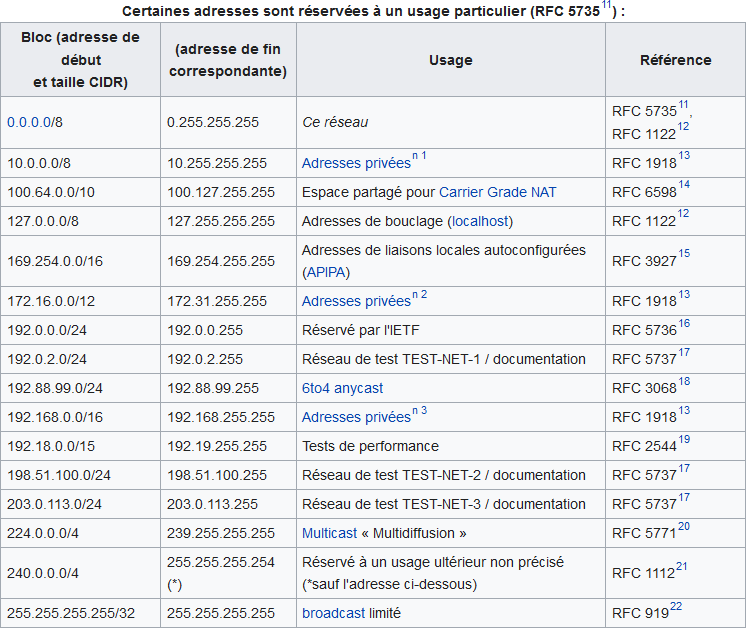 Certaines adresses sont réservées à un usage particulier (RFC 5735 11) :
Bloc (adresse de
début
et taille CIDR)
(adresse de fin
correspondante)
Usage
Référence
0.0.0.0/8 0.255.255.255 Ce réseau RFC 5735 11,
RFC 1122 12
10.0.0.0/8 10.255.255.255 Adresses privées n 1 RFC 1918 13
100.64.0.0/10 100.127.255.255 Espace partagé pour Carrier Grade NAT RFC 6598 14
127.0.0.0/8 127.255.255.255 Adresses de bouclage (localhost) RFC 1122 12
169.254.0.0/16 169.254.255.255 Adresses de liaisons locales autoconfigurées
(APIPA) RFC 3927 15
172.16.0.0/12 172.31.255.255 Adresses privées n 2 RFC 1918 13
192.0.0.0/24 192.0.0.255 Réservé par l'IETF RFC 5736 16
192.0.2.0/24 192.0.2.255 Réseau de test TEST-NET-1 / documentation RFC 5737 17
192.88.99.0/24 192.88.99.255 6to4 anycast RFC 3068 18
192.168.0.0/16 192.168.255.255 Adresses privées n 3 RFC 1918 13
192.18.0.0/15 192.19.255.255 Tests de performance RFC 2544 19
198.51.100.0/24 198.51.100.255 Réseau de test TEST-NET-2 / documentation RFC 5737 17
203.0.113.0/24 203.0.113.255 Réseau de test TEST-NET-3 / documentation RFC 5737 17
224.0.0.0/4 239.255.255.255 Multicast « Multidiffusion » RFC 5771 20
240.0.0.0/4 255.255.255.254
(*) Réservé à un usage ultérieur non précisé
(*sauf l'adresse ci-dessous) RFC 1112 21
255.255.255.255/32 255.255.255.255 broadcast limité RFC 919 22